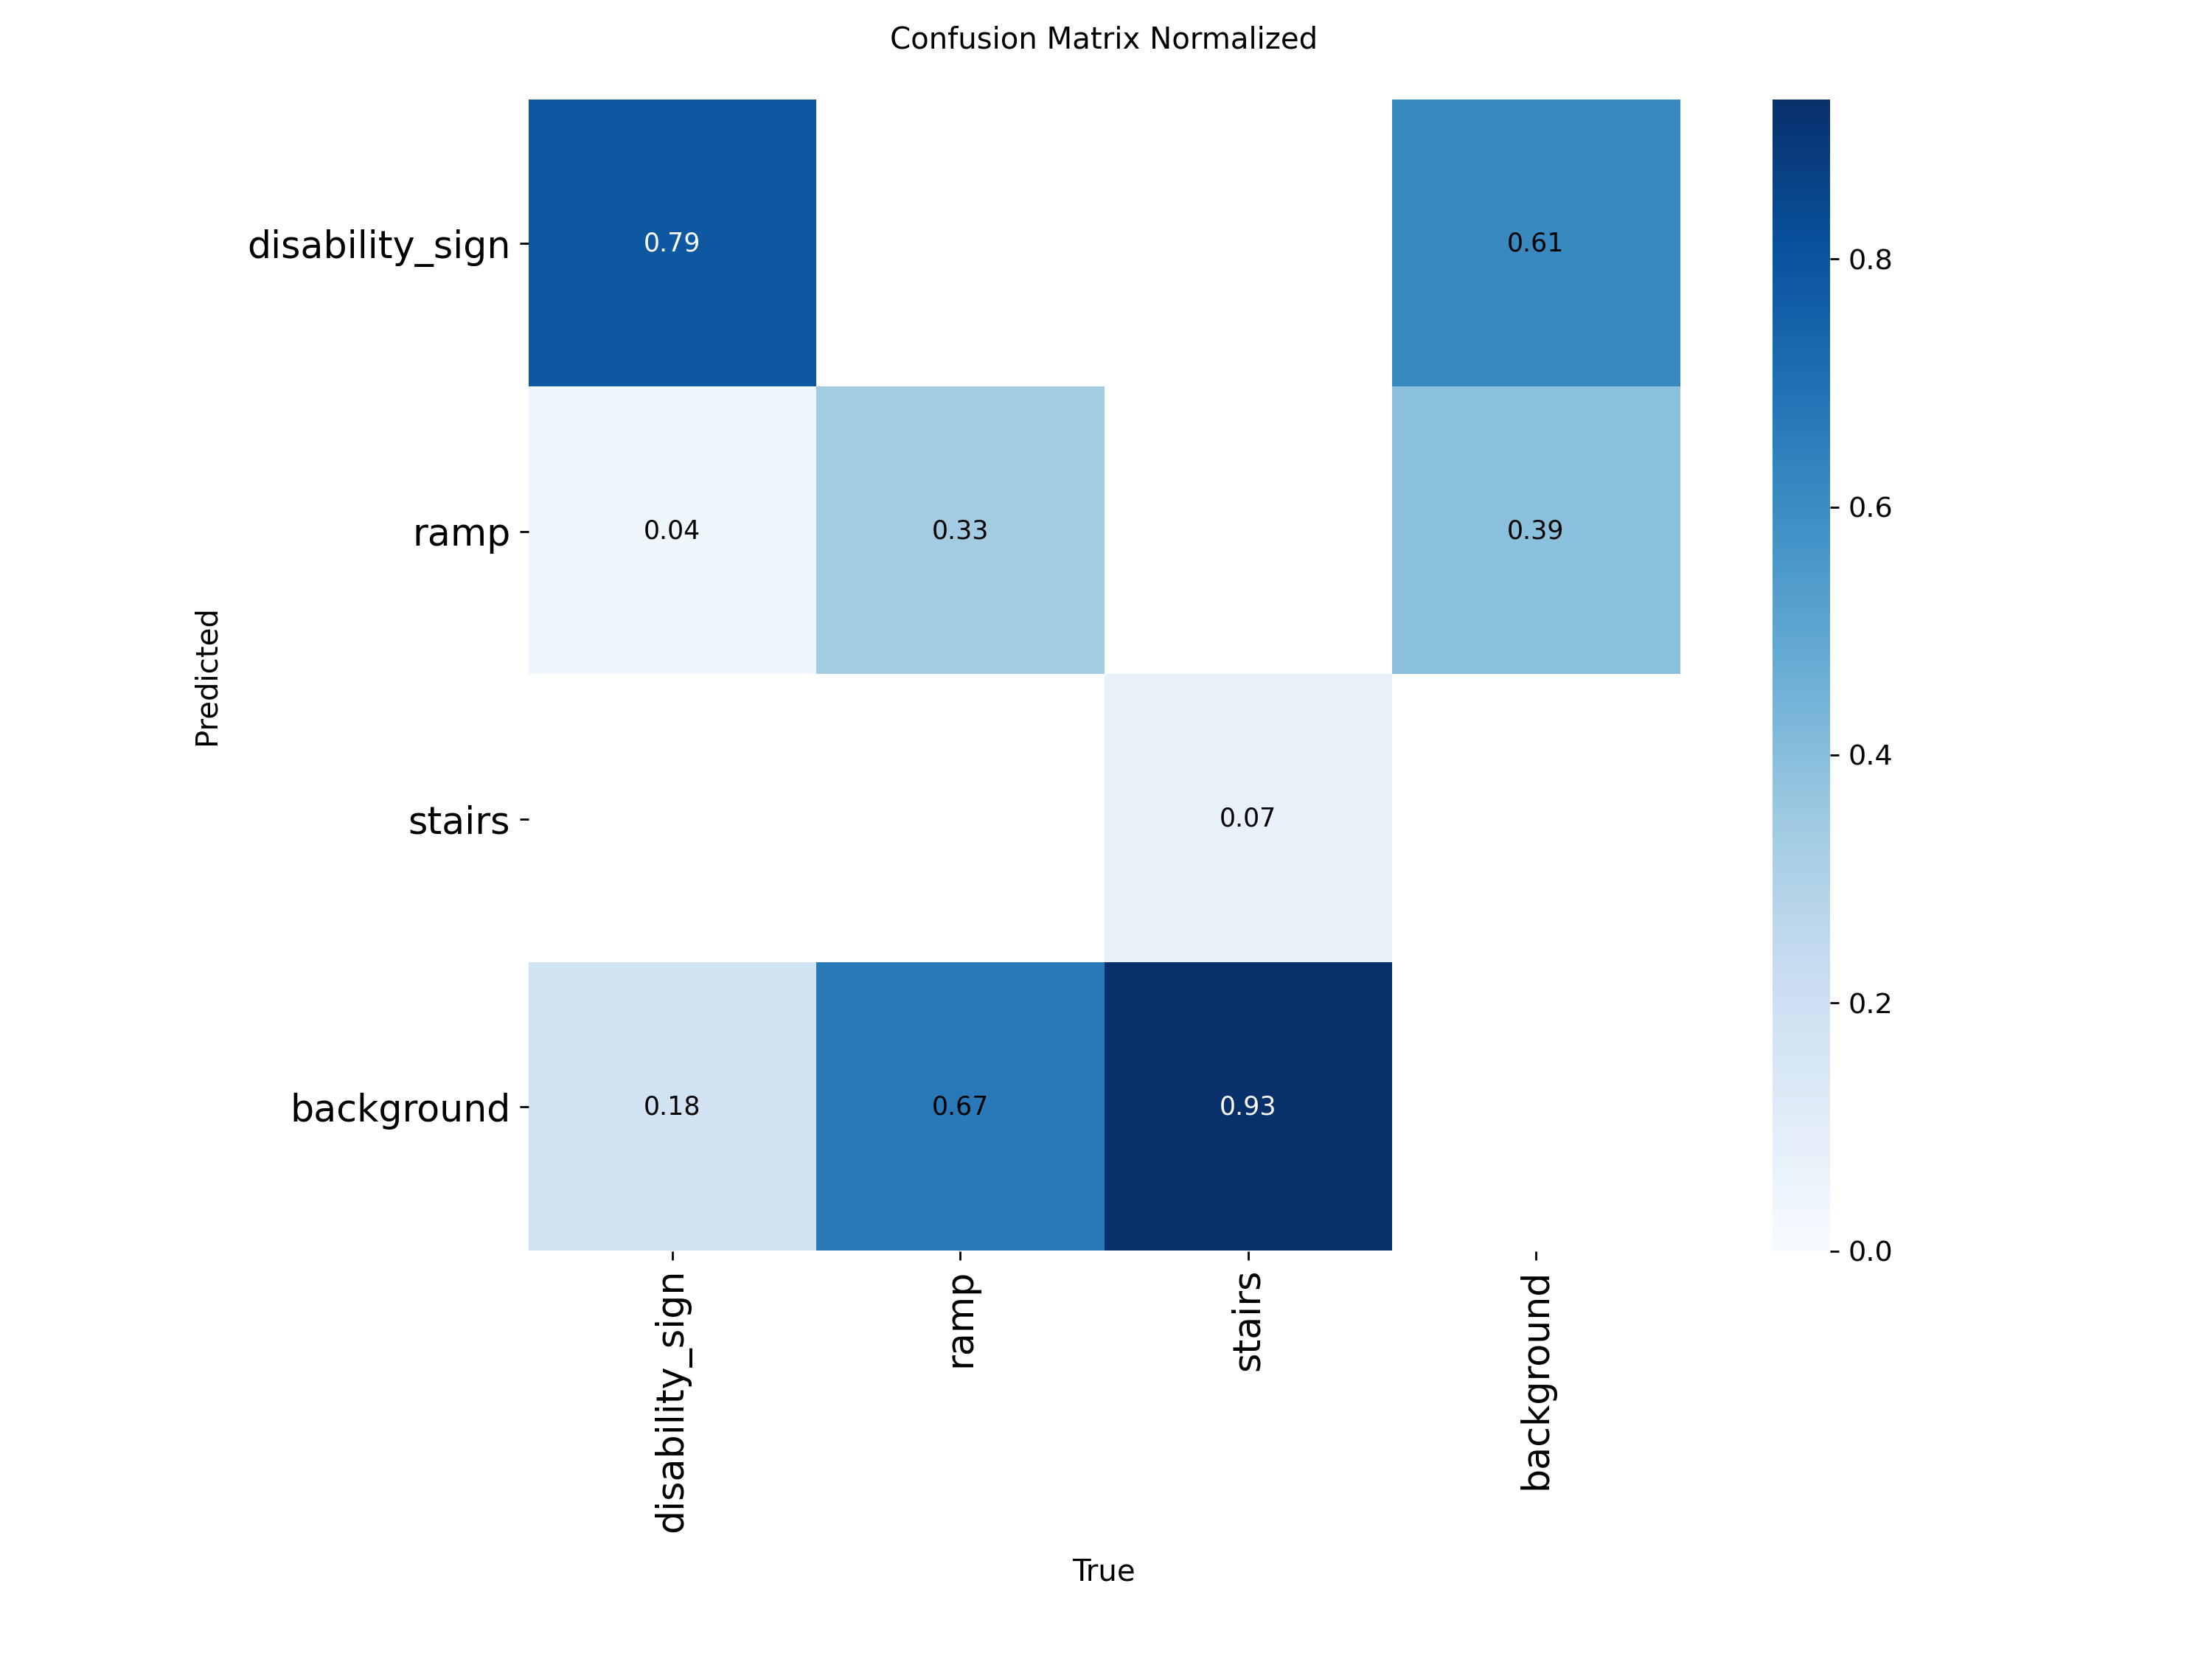 Confusion Matrix Normalized
disability_sign
0.79
0.61
ramp
0.04
0.33
0.39
stairs
0.07
background
0.18
0.67
0.93
Predicted
disability_sign
ramp
stairs
background
True
0.8
0.6
0.4
0.2
0.0